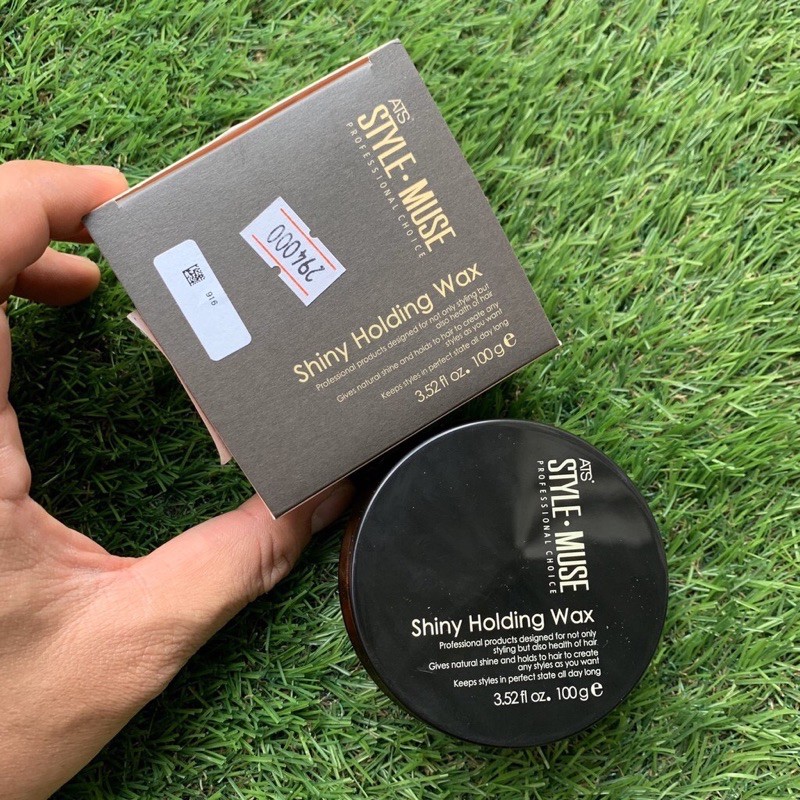 ATS
STYLE·MUSE
PROFESSIONAL CHOICE
916
294000
Shiny Holding Wax
Professional products designed for not only styling but
also health of hair
Gives natural shine and holds to hair to create any
styles as you want
Keeps styles in perfect state all day long
3.52 fl oz. 100 g e
ATS
STYLE·MUSE
PROFESSIONAL CHOICE
Shiny Holding Wax
Professional products designed for not only
styling but also health of hair
Gives natural shine and holds to hair to create
any styles as you want
Keeps styles in perfect state all day long
3.52 fl oz. 100 g e